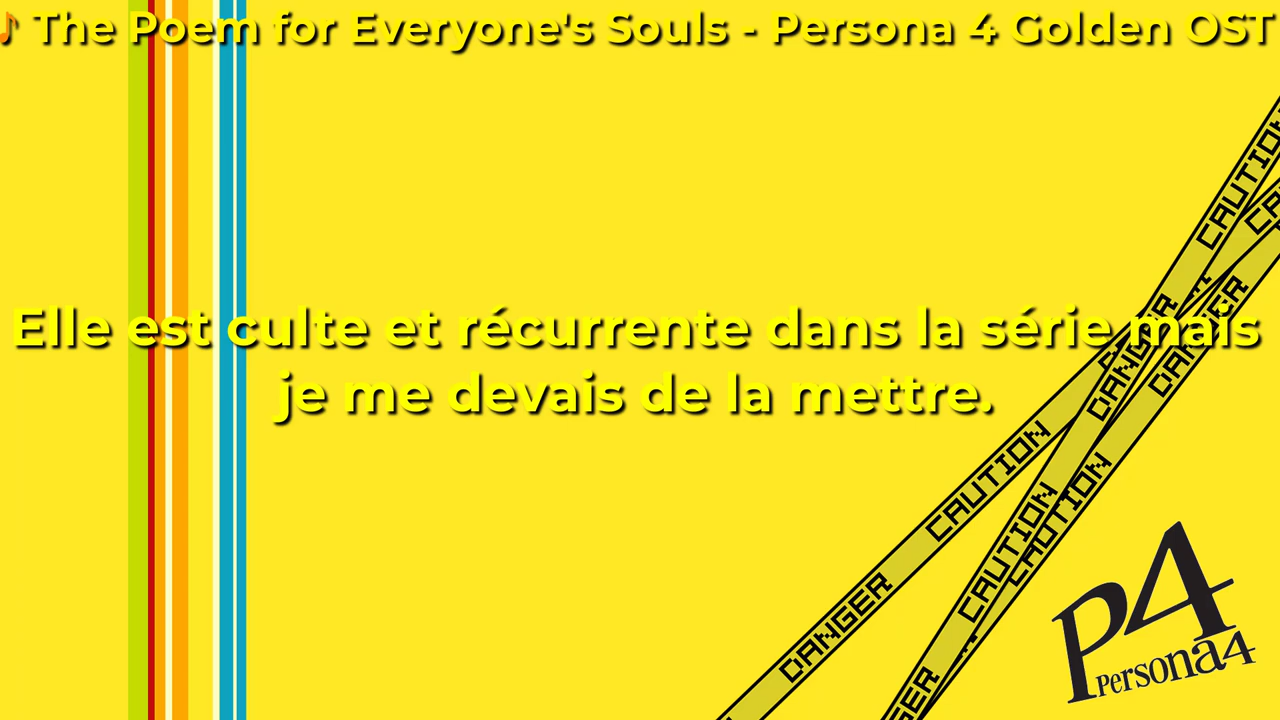 ♪ The Poem for Everyone's Souls - Persona 4 Golden OST
Elle est culte et récurrente dans la série mais
je me devais de la mettre.
CAUTION
DANGER
DANGER
CAUTION
CAUTION
CAUTION
DANGER
P4
Persona4